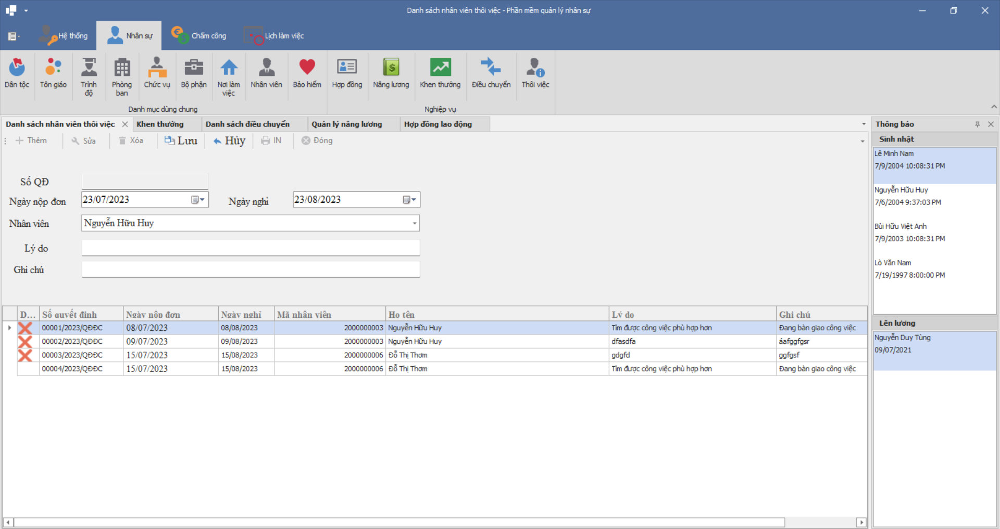 Danh sách nhân viên thôi việc - Phần mềm quản lý nhân sự
Hệ thống
Nhân sự
Chấm công
Lịch làm việc
Dân tộc
Tôn giáo
Trình độ
Phòng ban
Chức vụ
Bộ phận
Nơi làm việc
Nhân viên
Bảo hiểm
Hợp đồng
Nâng lương
Khen thưởng
Điều chuyển
Thôi việc
Danh mục dùng chung
Nghiệp vụ
Danh sách nhân viên thôi việc
Khen thưởng
Danh sách điều chuyển
Quản lý nâng lương
Hợp đồng lao động
Thêm
Sửa
Xóa
Lưu
Hủy
IN
Đóng
Số QĐ
Ngày nộp đơn 23/07/2023 Ngày nghỉ 23/08/2023
Nhân viên Nguyễn Hữu Huy
Lý do
Ghi chú
D... Số quyết định Ngày nộp đơn Ngày nghỉ Mã nhân viên Họ tên Lý do Ghi chú
00001/2023/QĐĐC 08/07/2023 08/08/2023 2000000003 Nguyễn Hữu Huy Tìm được công việc phù hợp hơn Đang bàn giao công việc
00002/2023/QĐĐC 09/07/2023 09/08/2023 2000000003 Nguyễn Hữu Huy dfasdfa áafggfgsr
00003/2023/QĐĐC 15/07/2023 15/08/2023 2000000006 Đỗ Thị Thơm gdgfd ggfgsf
00004/2023/QĐĐC 15/07/2023 15/08/2023 2000000006 Đỗ Thị Thơm Tìm được công việc phù hợp hơn Đang bàn giao công việc
Thông báo
Sinh nhật
Lê Minh Nam
7/9/2004 10:08:31 PM
Nguyễn Hữu Huy
7/6/2004 9:37:03 PM
Bùi Hữu Việt Anh
7/9/2003 10:08:31 PM
Lò Văn Nam
7/19/1997 8:00:00 PM
Lên lương
Nguyễn Duy Tùng
09/07/2021